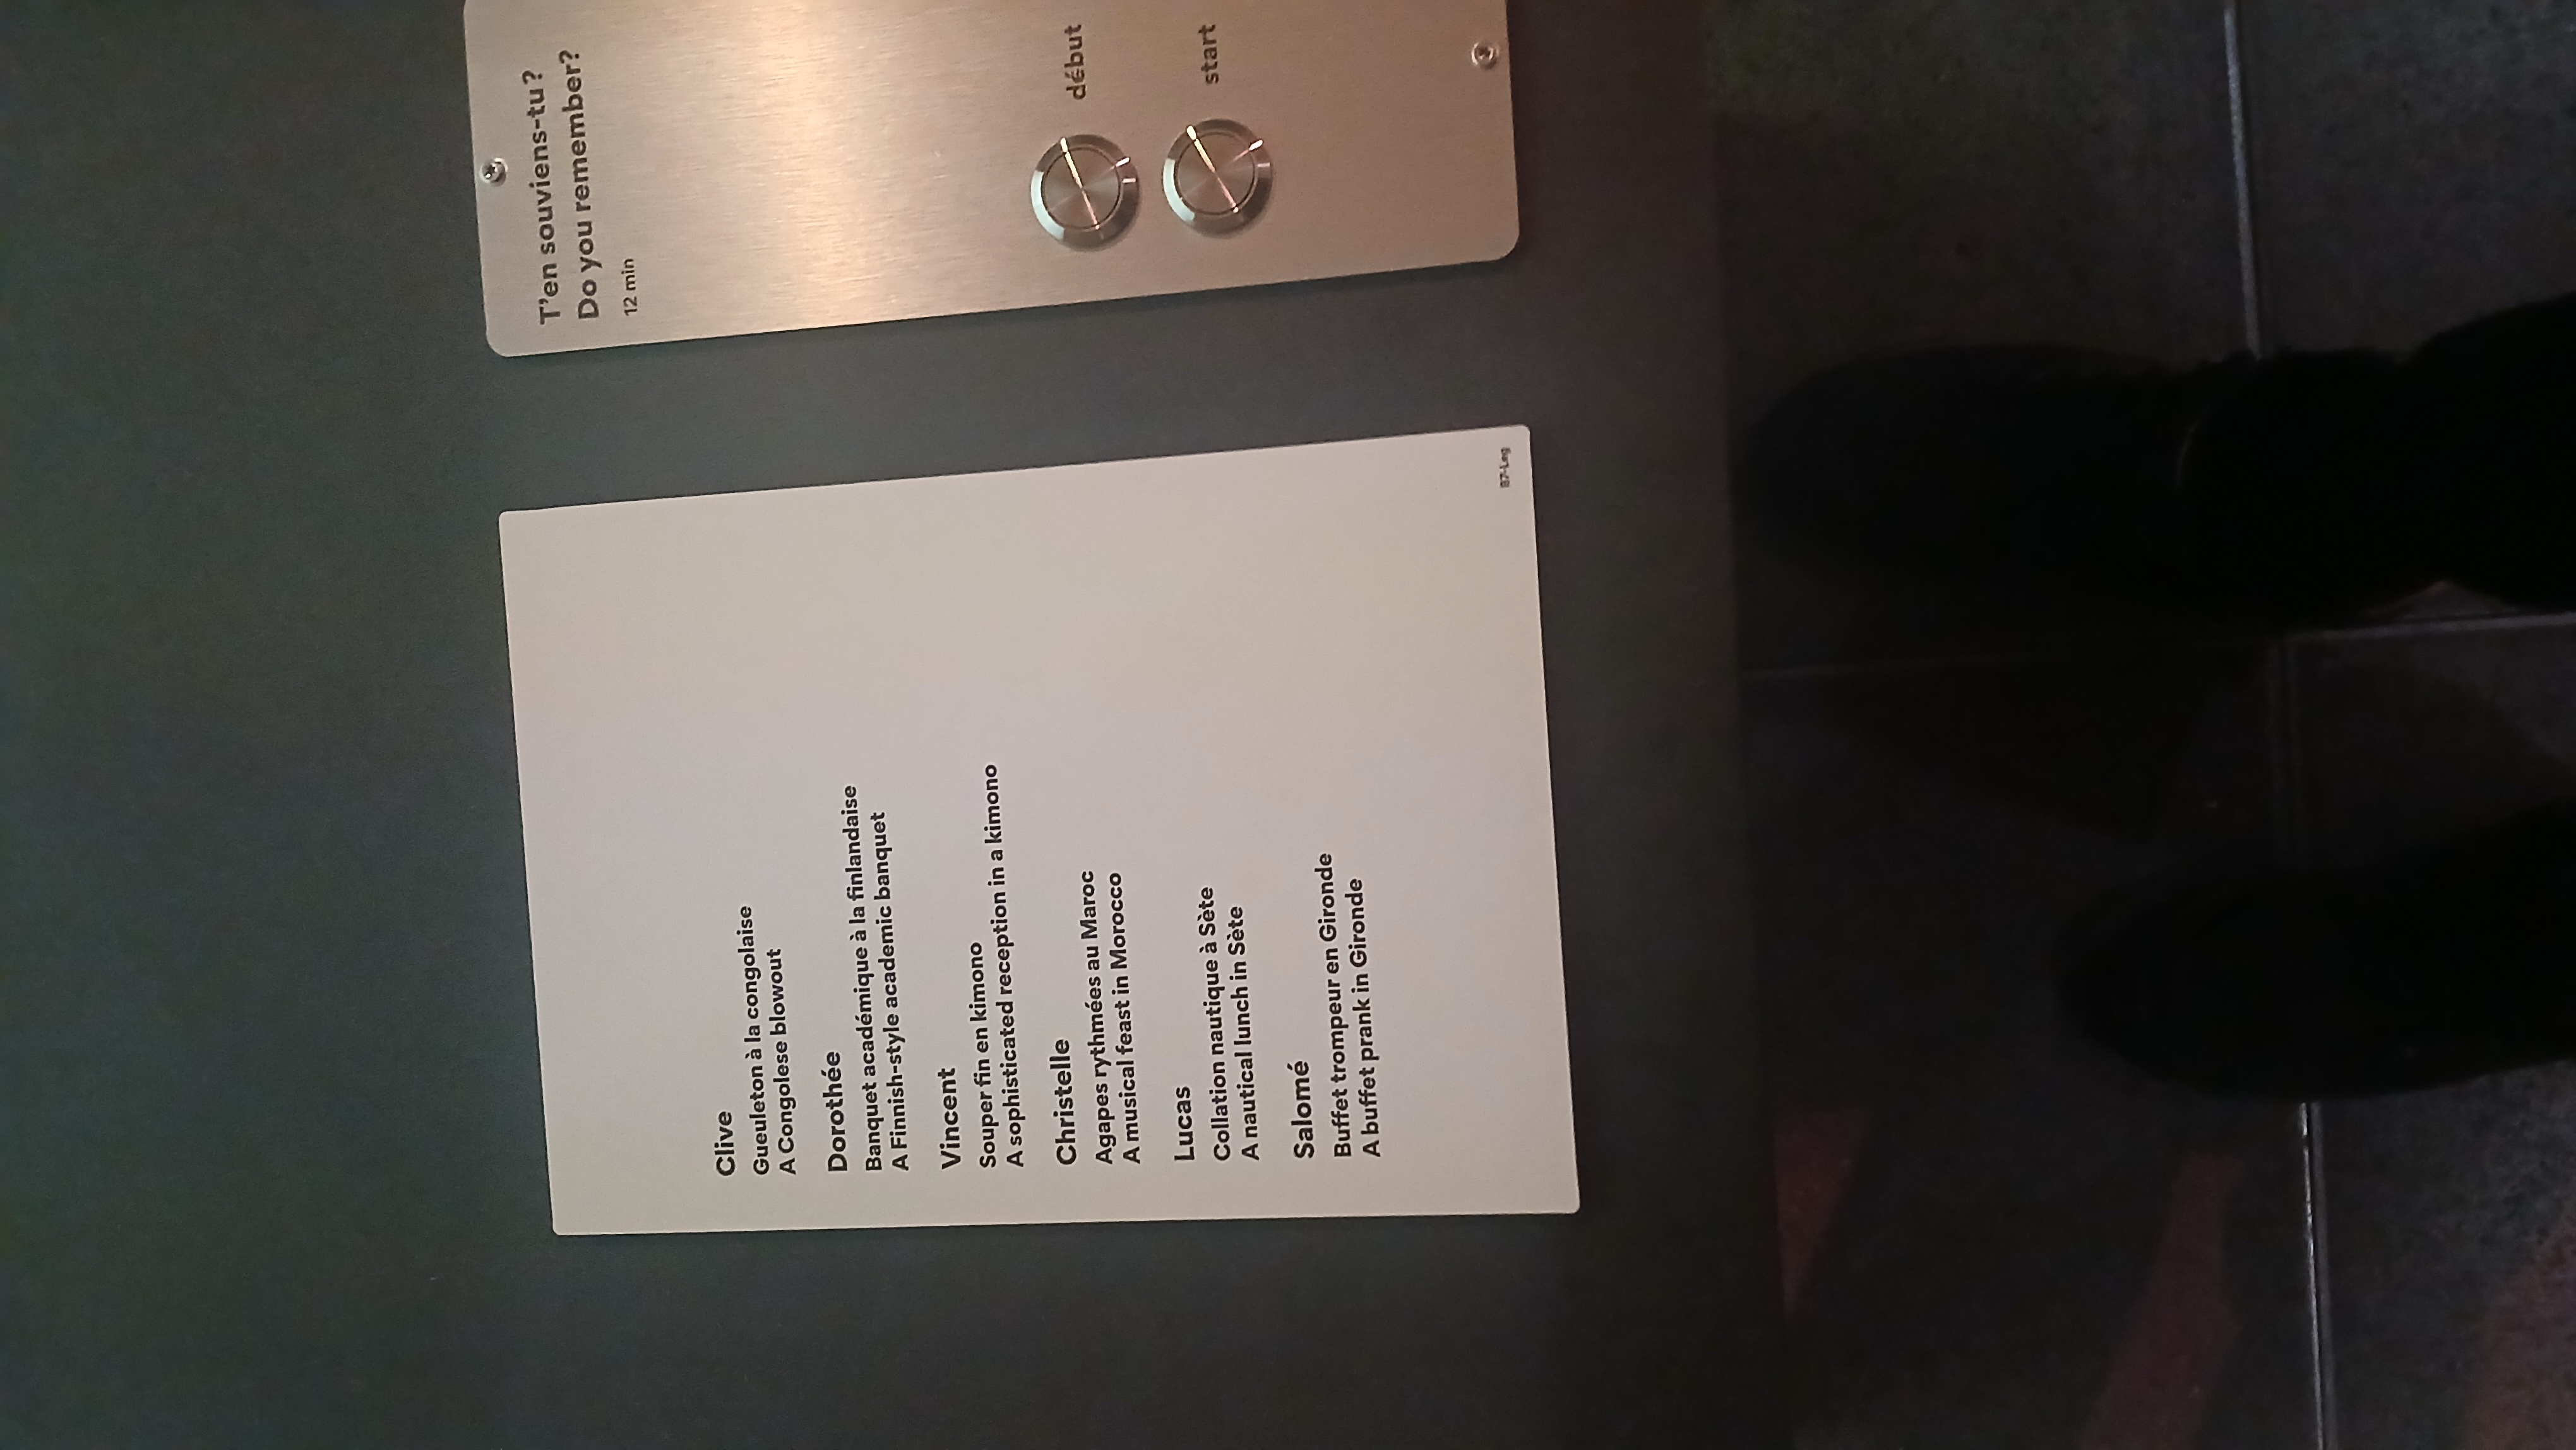 Clive
Gueuleton à la congolaise
A Congolese blowout
Dorothée
Banquet académique à la finlandaise
A Finnish-style academic banquet
Vincent
Souper fin en kimono
A sophisticated reception in a kimono
Christelle
Agapes rythmées au Maroc
A musical feast in Morocco
Lucas
Collation nautique à Sète
A nautical lunch in Sète
Salomé
Buffet trompeur en Gironde
A buffet prank in Gironde
B7-Leg
T'en souviens-tu?
Do you remember?
12 min
début
start